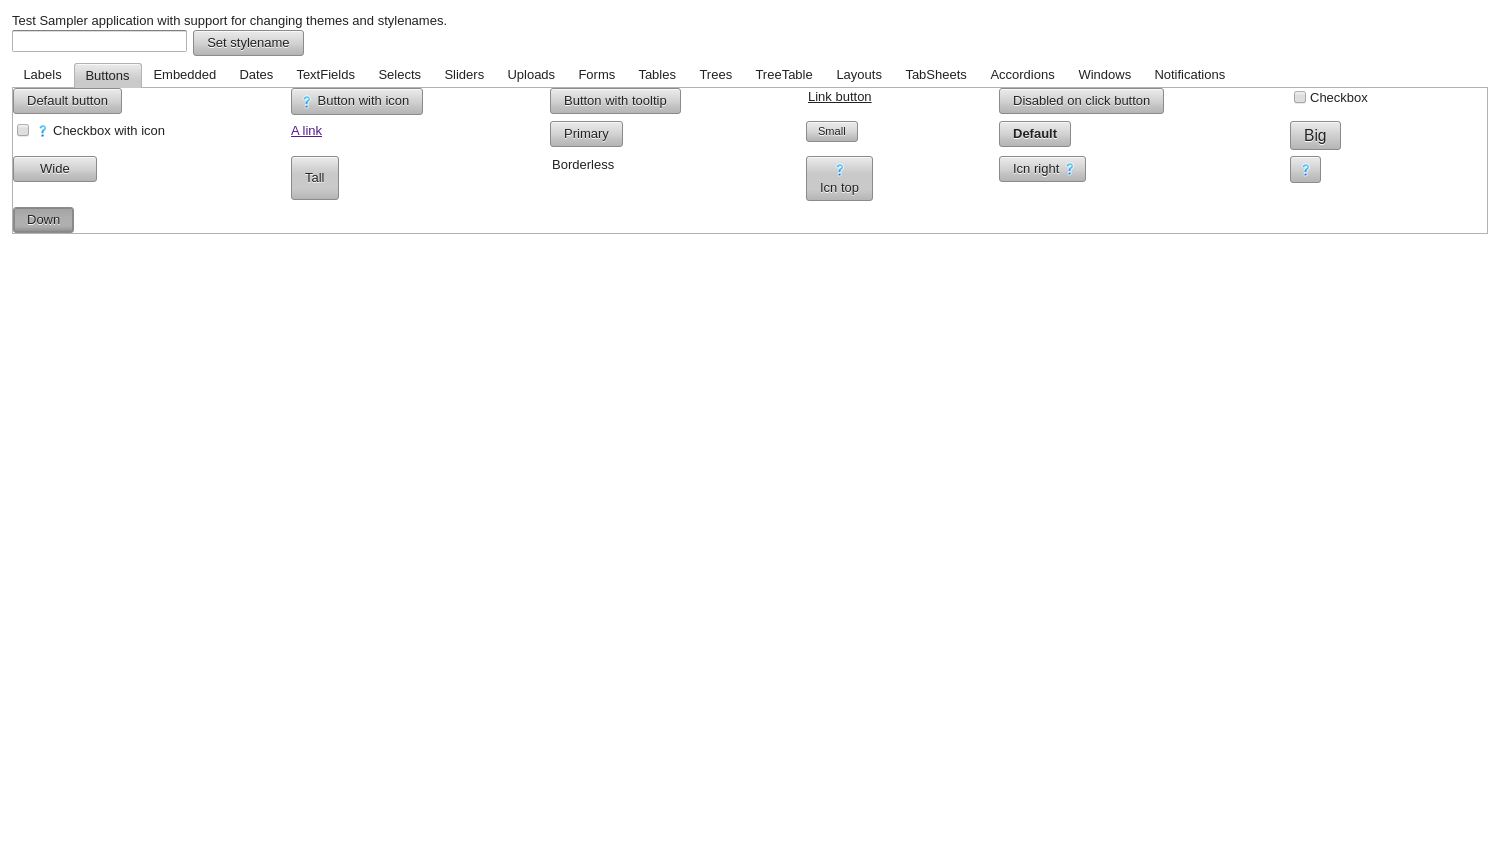 Test Sampler application with support for changing themes and stylenames.
Set stylename
Labels Buttons Embedded Dates TextFields Selects Sliders Uploads Forms Tables Trees TreeTable Layouts TabSheets Accordions Windows Notifications
Default button Button with icon Button with tooltip Link button Disabled on click button Checkbox
Checkbox with icon A link Primary Small Default Big
Wide Tall Borderless Icn top Icn right
Down